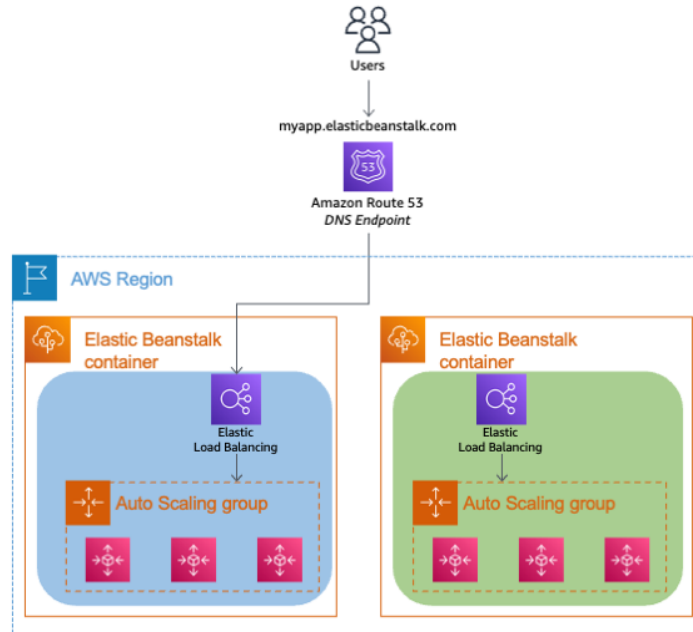 Users
myapp.elasticbeanstalk.com
53
Amazon Route 53
DNS Endpoint
AWS Region
Elastic Beanstalk
container
Elastic
Load Balancing
Auto Scaling group
Elastic Beanstalk
container
Elastic
Load Balancing
Auto Scaling group